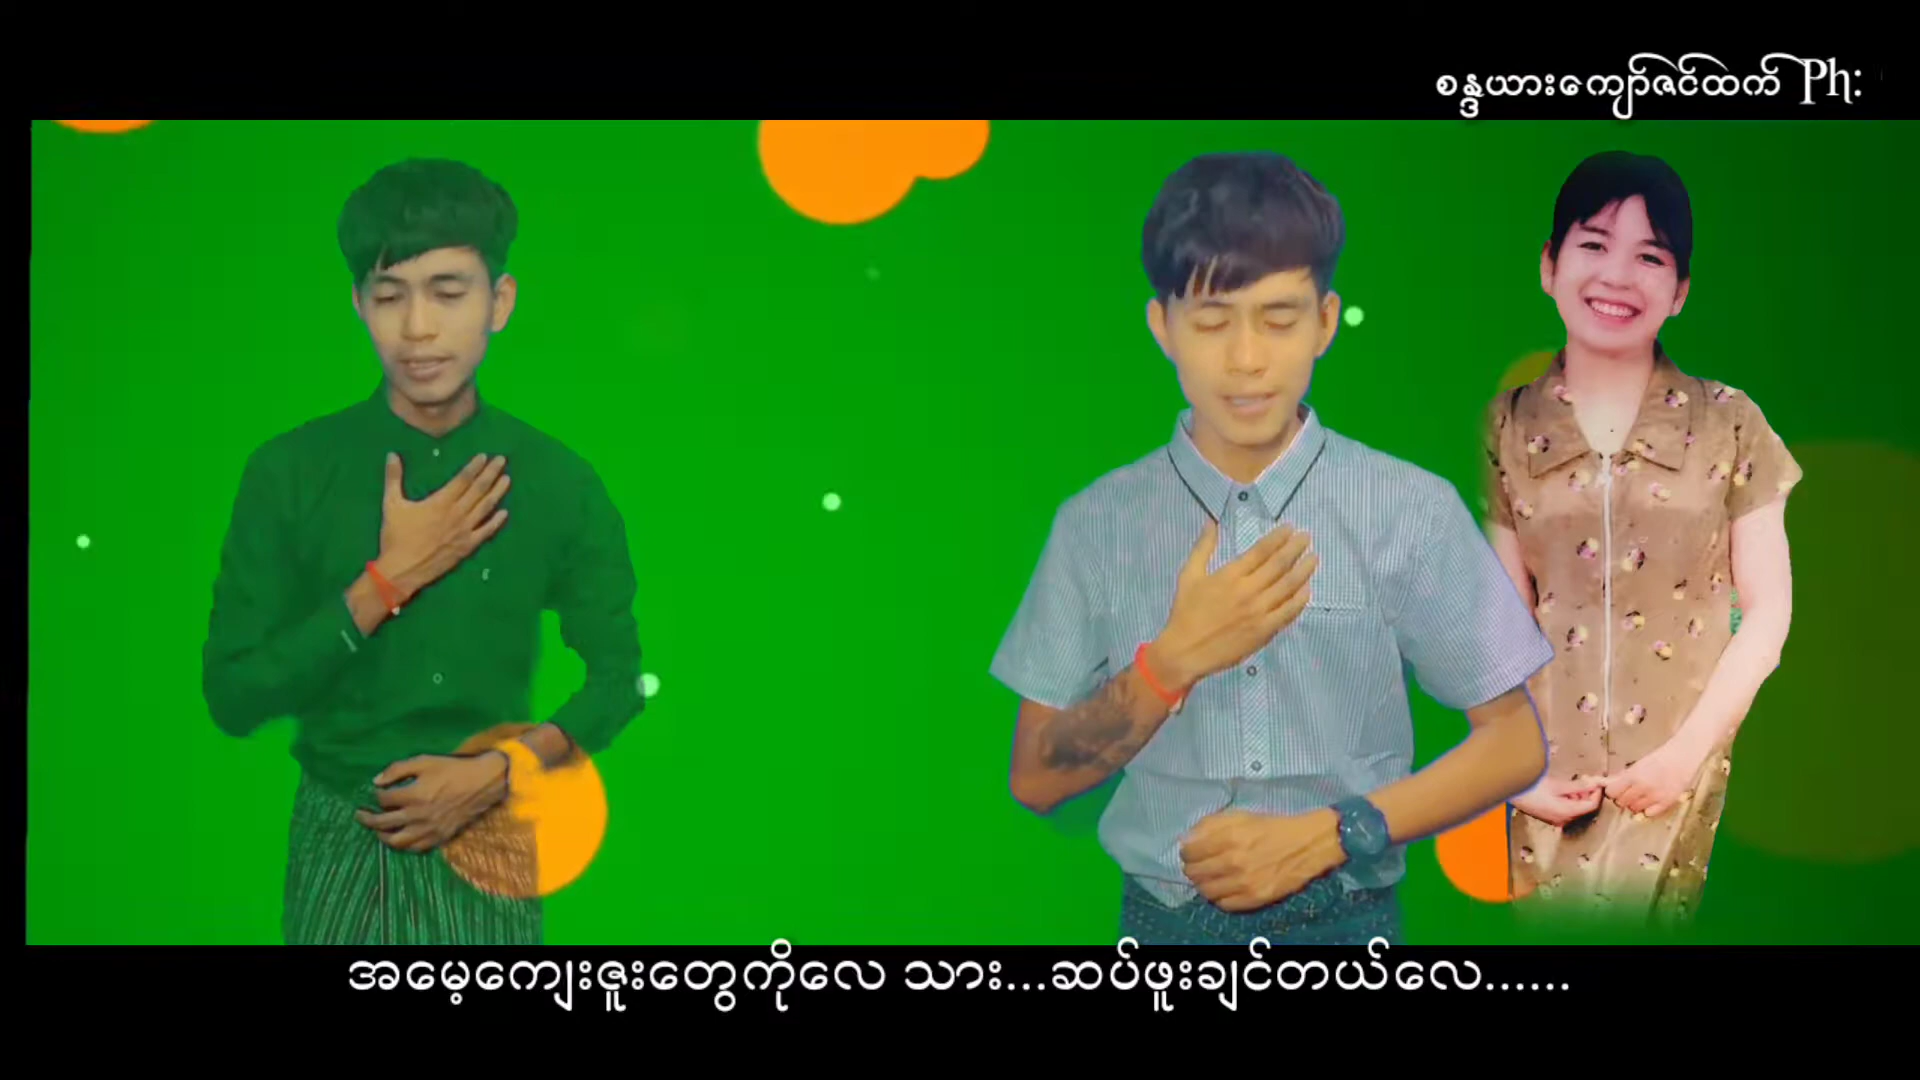 စန္ဒယားကျော်ဇင်ထက် Ph:
အမေ့ကျေးဇူးတွေကိုလေ သား...ဆပ်ဖူးချင်တယ်လေ......